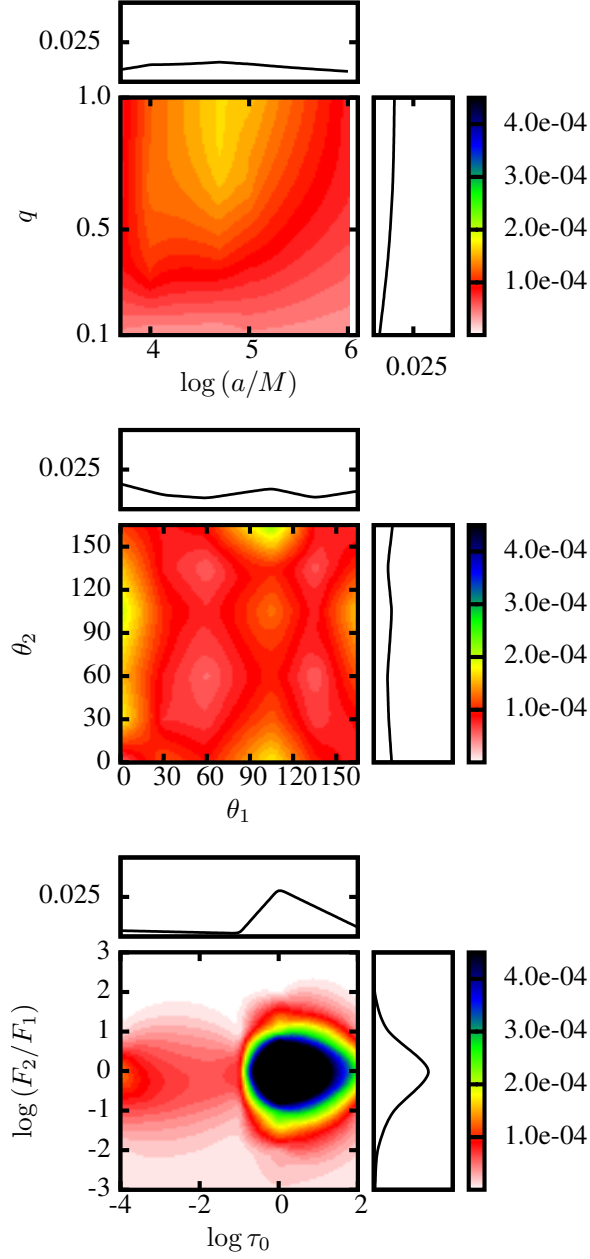 0.025
1.0 4.0e-04
3.0e-04
q 0.5 2.0e-04
1.0e-04
0.1
4 5 6 0.025
log (a/M)
0.025
150 4.0e-04
120 3.0e-04
θ2 90
60 2.0e-04
30 1.0e-04
0
0 30 60 90 120 150
θ1
0.025
3
2 4.0e-04
1 3.0e-04
log (F2/F1) 0
-1 2.0e-04
-2 1.0e-04
-3
-4 -2 0 2
log τ0